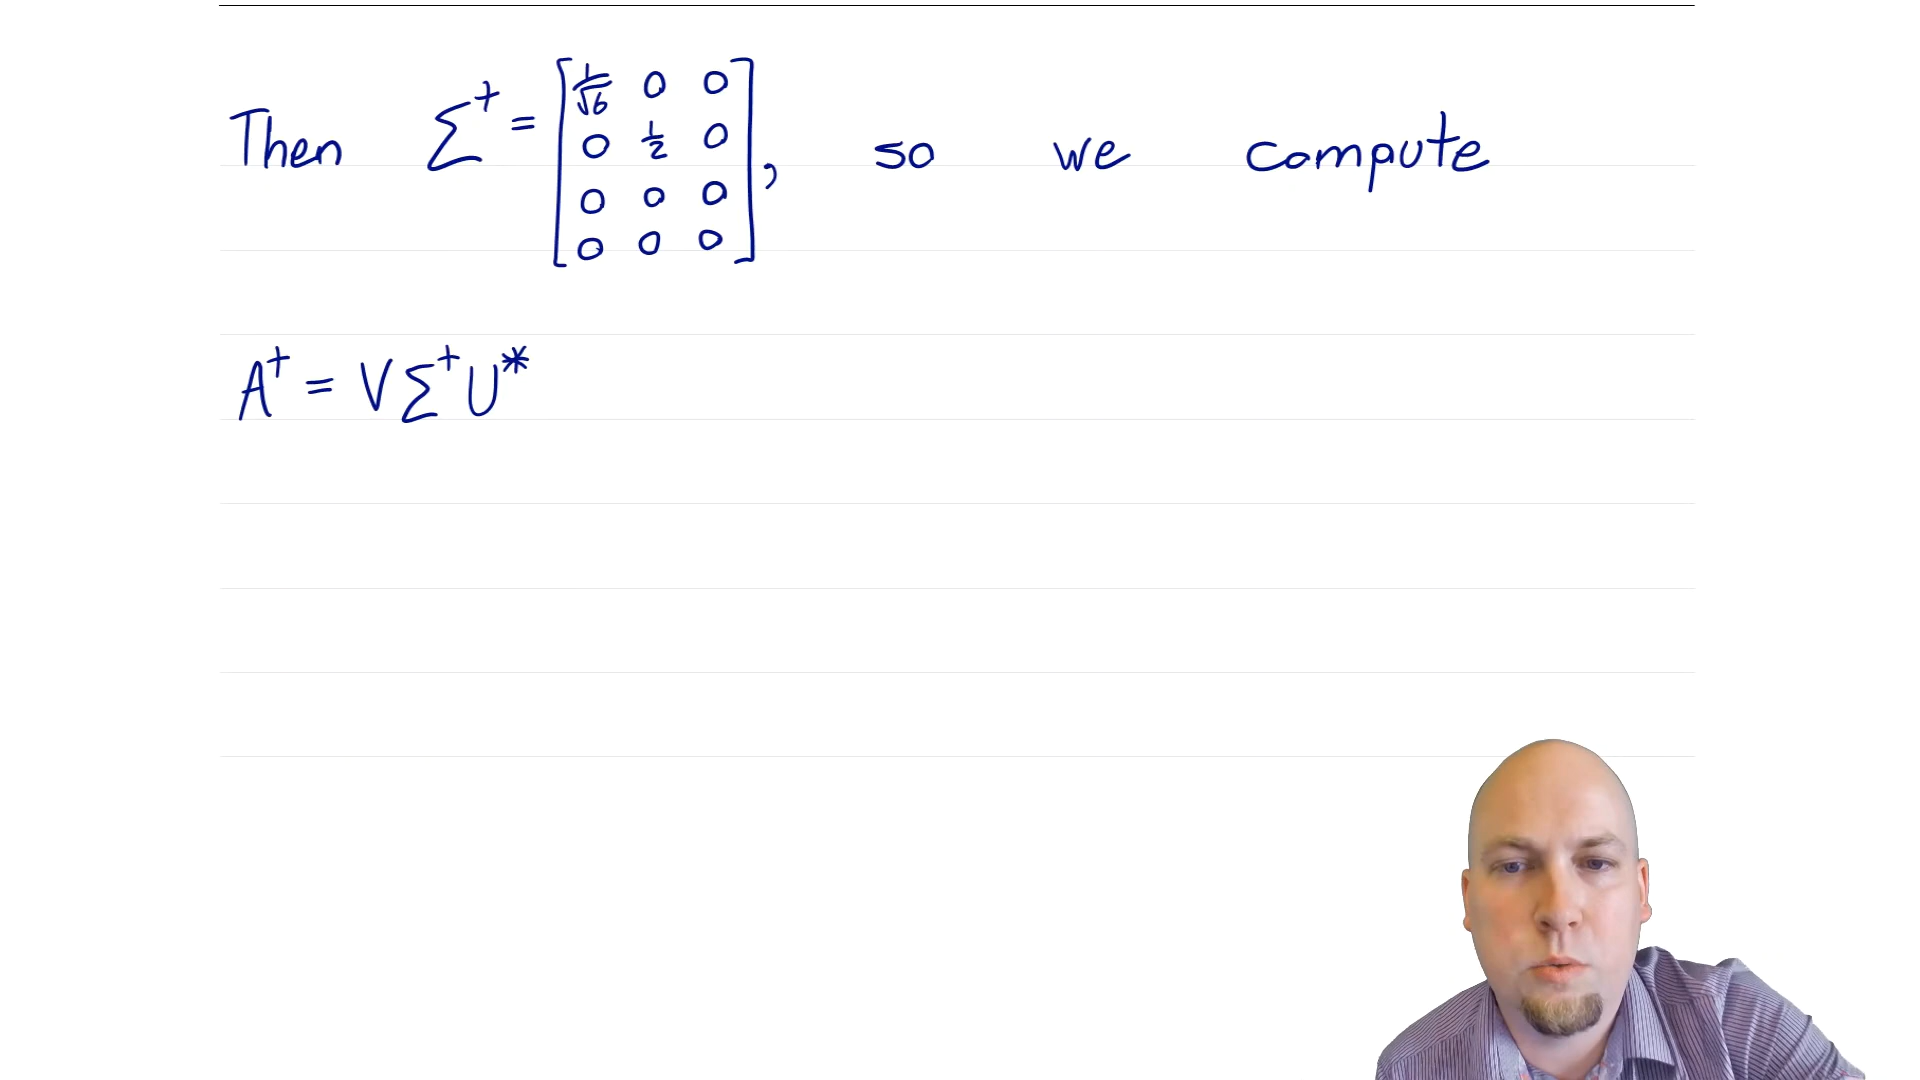 Then Σ† = [1/√6 0 0; 0 1/2 0; 0 0 0; 0 0 0], so we compute
A† = VΣ†U*